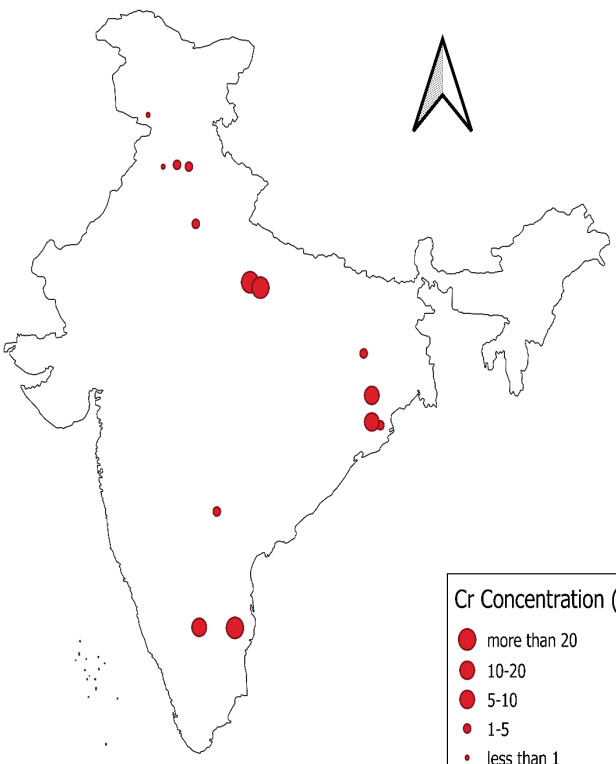 Cr Concentration (
more than 20
10-20
5-10
1-5
less than 1